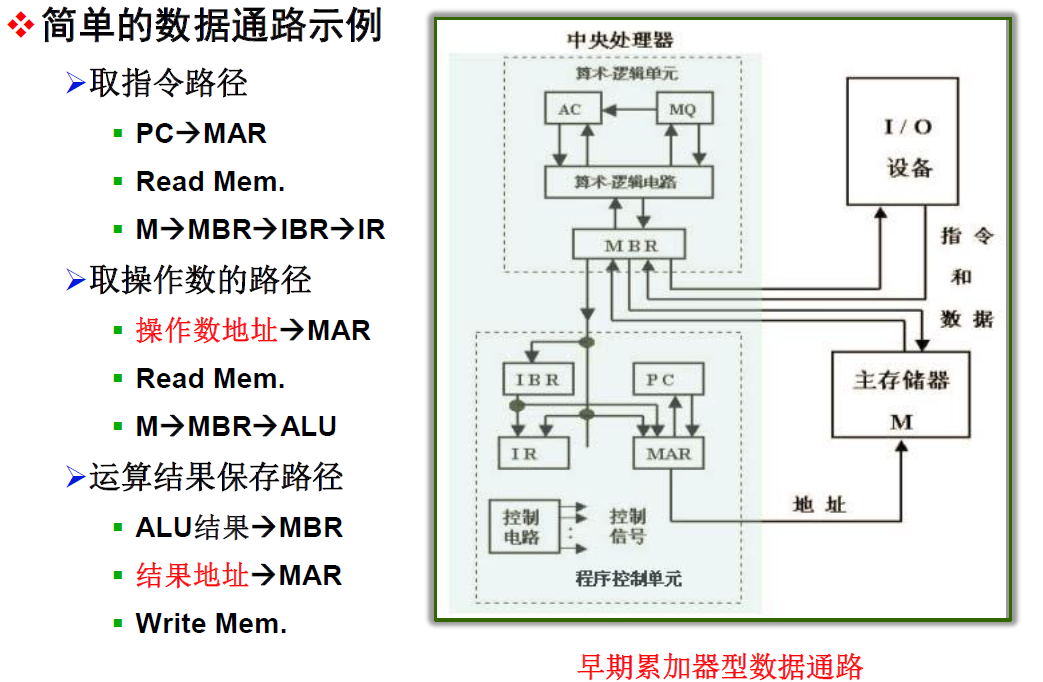 简单的数据通路示例
取指令路径
PC→MAR
Read Mem.
M→MBR→IBR→IR
取操作数的路径
操作数地址→MAR
Read Mem.
M→MBR→ALU
运算结果保存路径
ALU结果→MBR
结果地址→MAR
Write Mem.
中央处理器
算术-逻辑单元
AC
MQ
算术-逻辑电路
MBR
I/O
设备
指令
和
数据
IBR
PC
主存储器
M
IR
MAR
地址
控制
电路
控制
信号
程序控制单元
早期累加器型数据通路